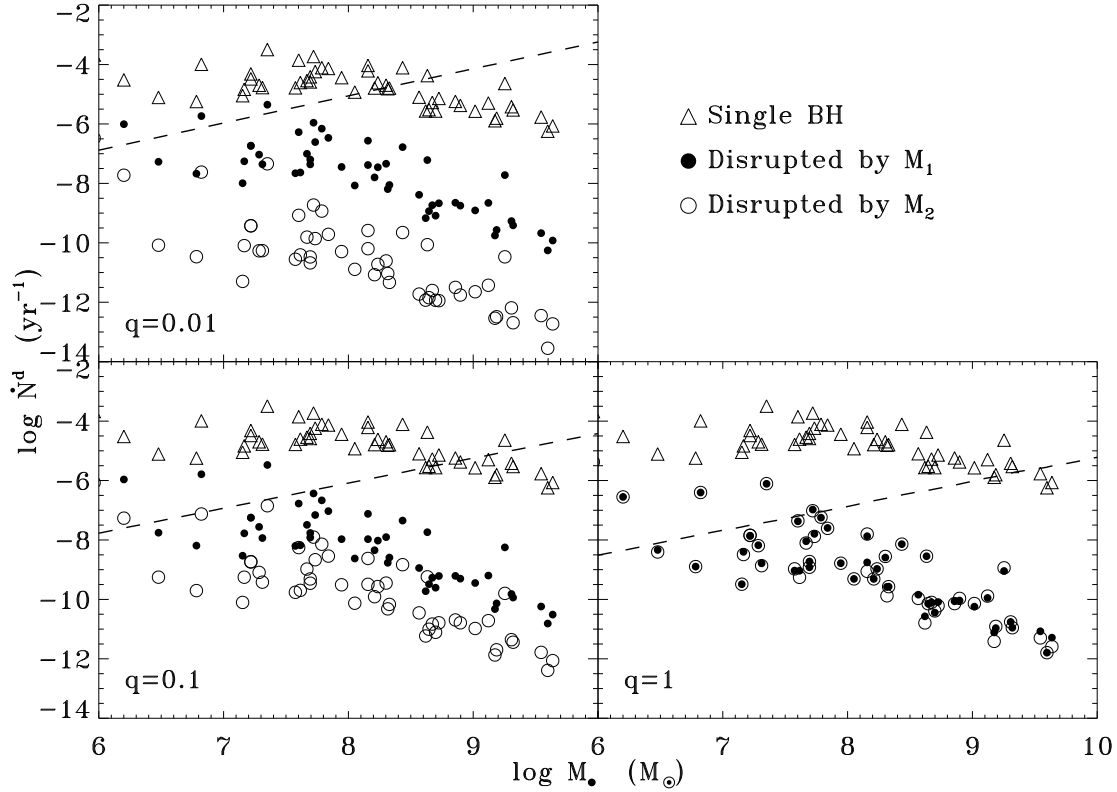 −2
−4
−6
−8
−10
−12
−14
q=0.01
△ Single BH
● Disrupted by M₁
○ Disrupted by M₂
log Ṅᵈ (yr⁻¹)
−2
−4
−6
−8
−10
−12
−14
q=0.1
q=1
6 7 8 9 6 7 8 9 10
log M● (M⊙)